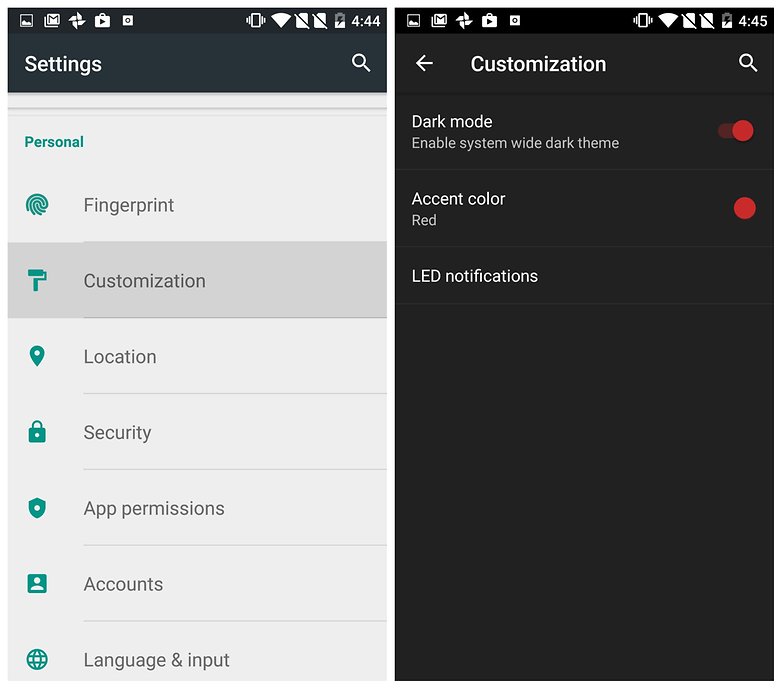 4:44
Settings
Personal
Fingerprint
Customization
Location
Security
App permissions
Accounts
Language & input
4:45
Customization
Dark mode
Enable system wide dark theme
Accent color
Red
LED notifications